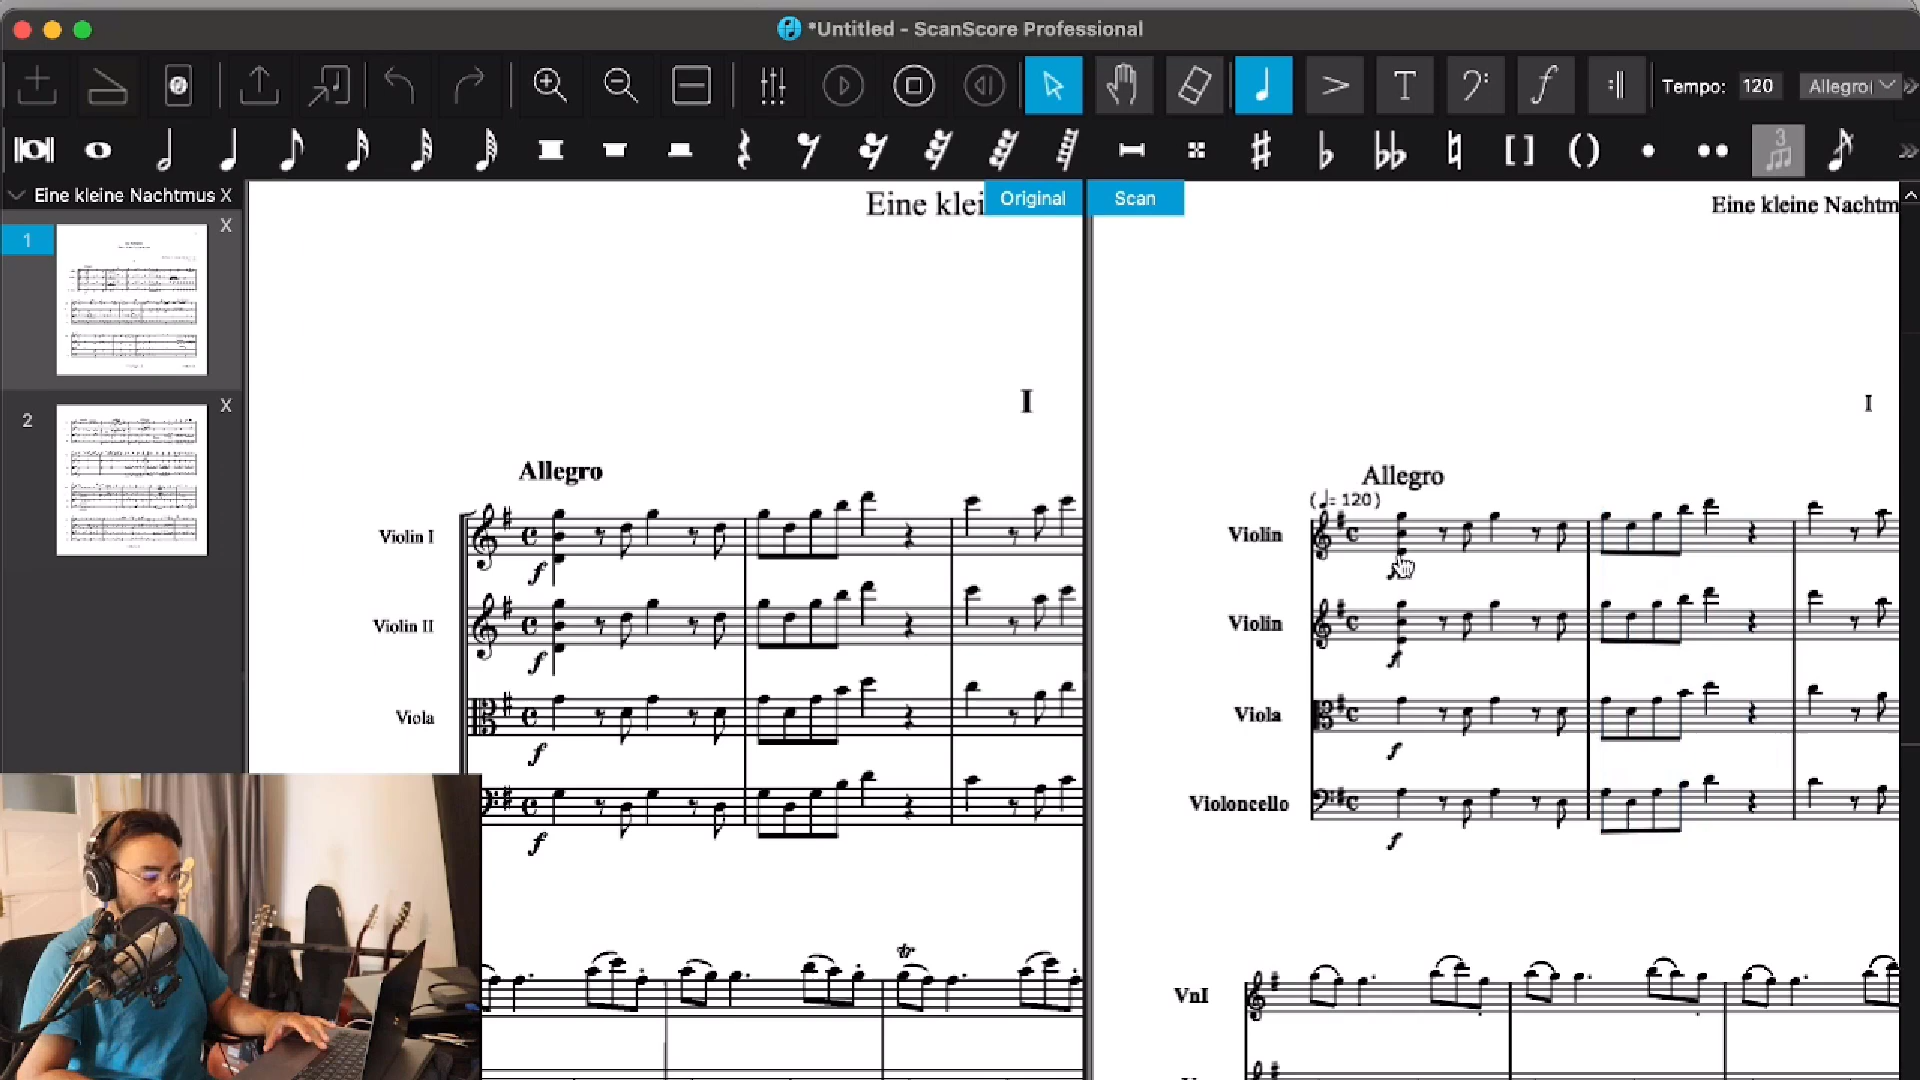 *Untitled - ScanScore Professional
Tempo: 120 Allegro
Eine kleine Nachtmus X
Original
Scan
Eine klei
Eine kleine Nachtm
1
X
2
X
I
I
Allegro
Allegro
(♩= 120)
Violin I
Violin
Violin II
Violin
Viola
Viola
Violoncello
f
f
f
f
f
f
f
tr
VnI